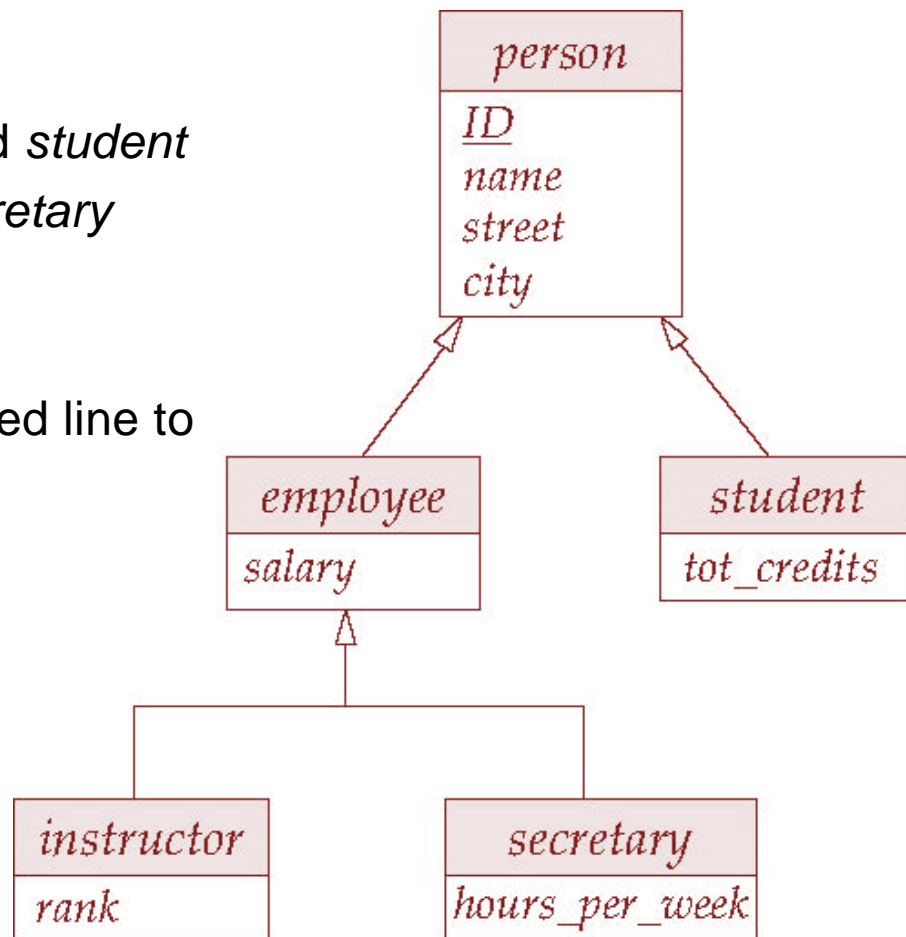 person
ID
name
street
city
student
retary
ed line to
employee
salary
student
tot_credits
instructor
rank
secretary
hours_per_week